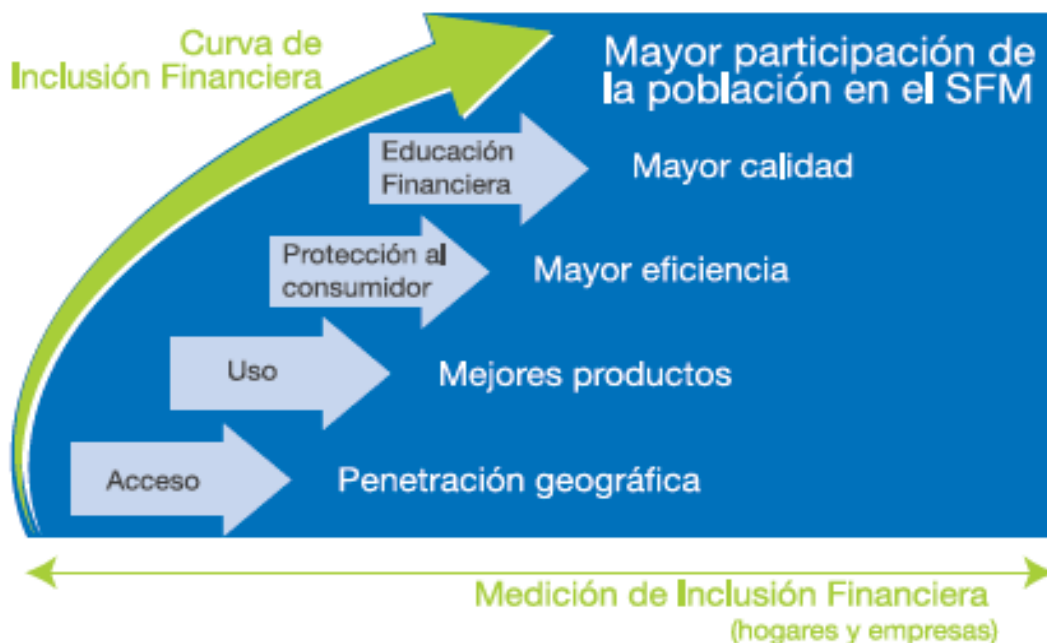 Curva de
Inclusión Financiera
Mayor participación de
la población en el SFM
Educación
Financiera
Mayor calidad
Protección al
consumidor
Mayor eficiencia
Uso
Mejores productos
Acceso
Penetración geográfica
Medición de Inclusión Financiera
(hogares y empresas)